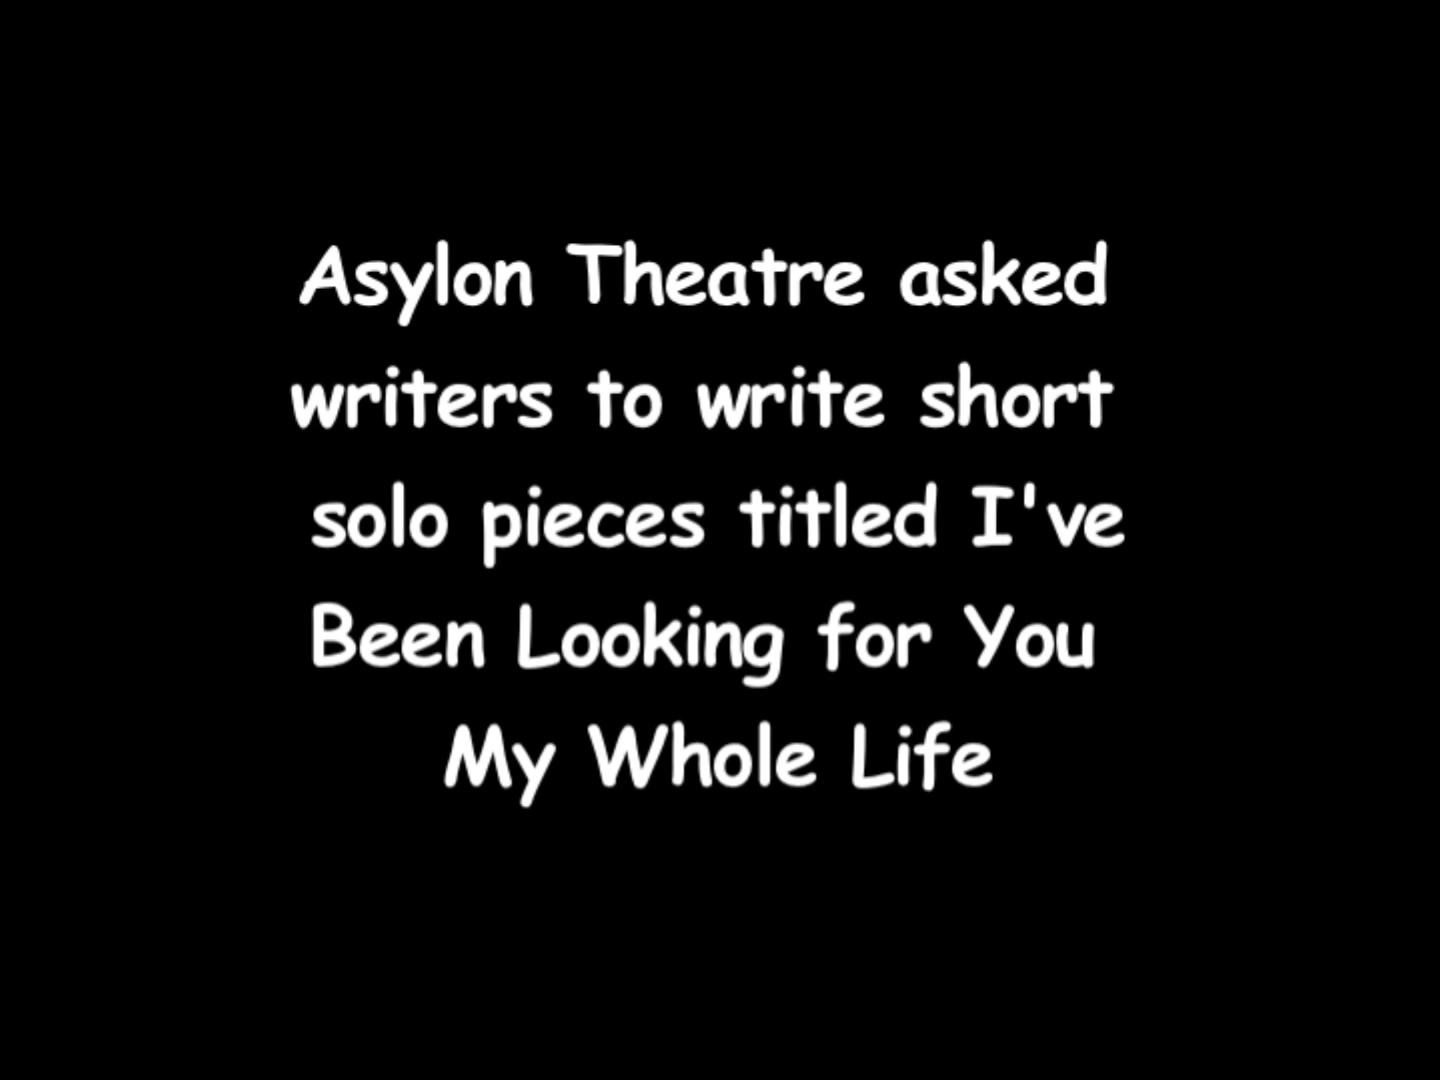 Asylon Theatre asked
writers to write short
solo pieces titled I've
Been Looking for You
My Whole Life